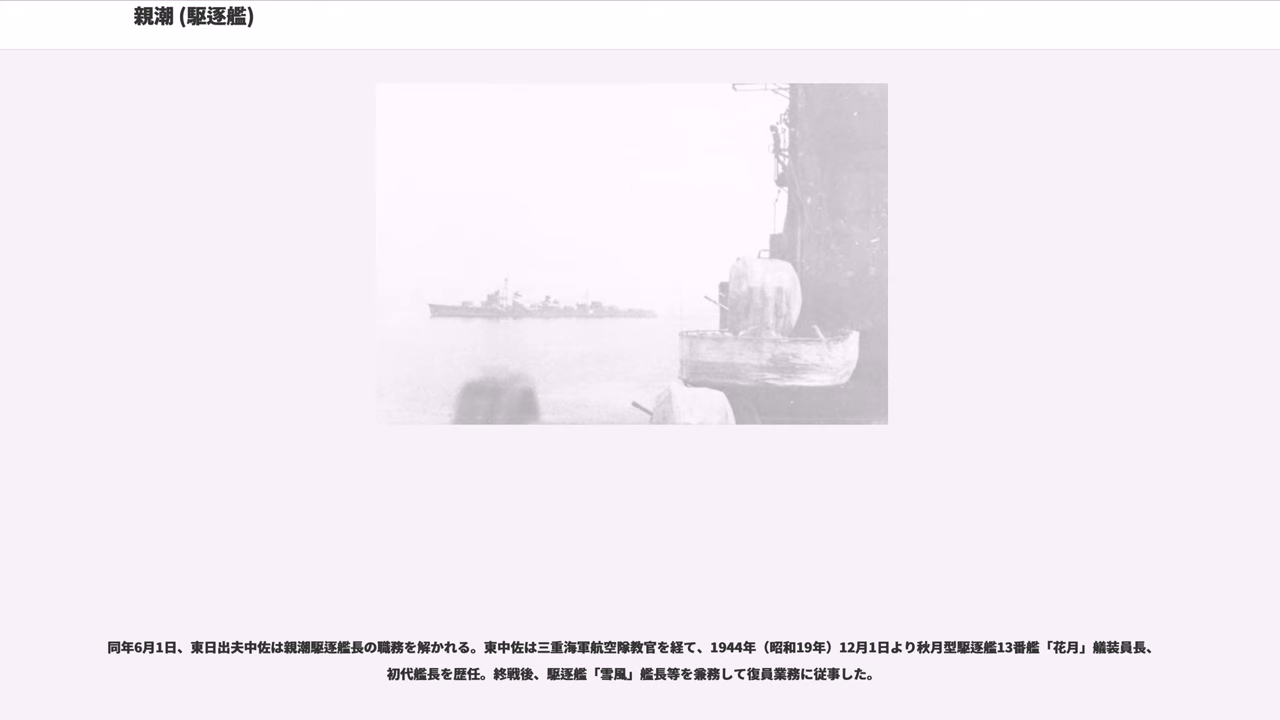 親潮 (駆逐艦)
同年6月1日、東日出夫中佐は親潮駆逐艦長の職務を解かれる。東中佐は三重海軍航空隊教官を経て、1944年（昭和19年）12月1日より秋月型駆逐艦13番艦「花月」艤装員長、
初代艦長を歴任。終戦後、駆逐艦「雪風」艦長等を兼務して復員業務に従事した。